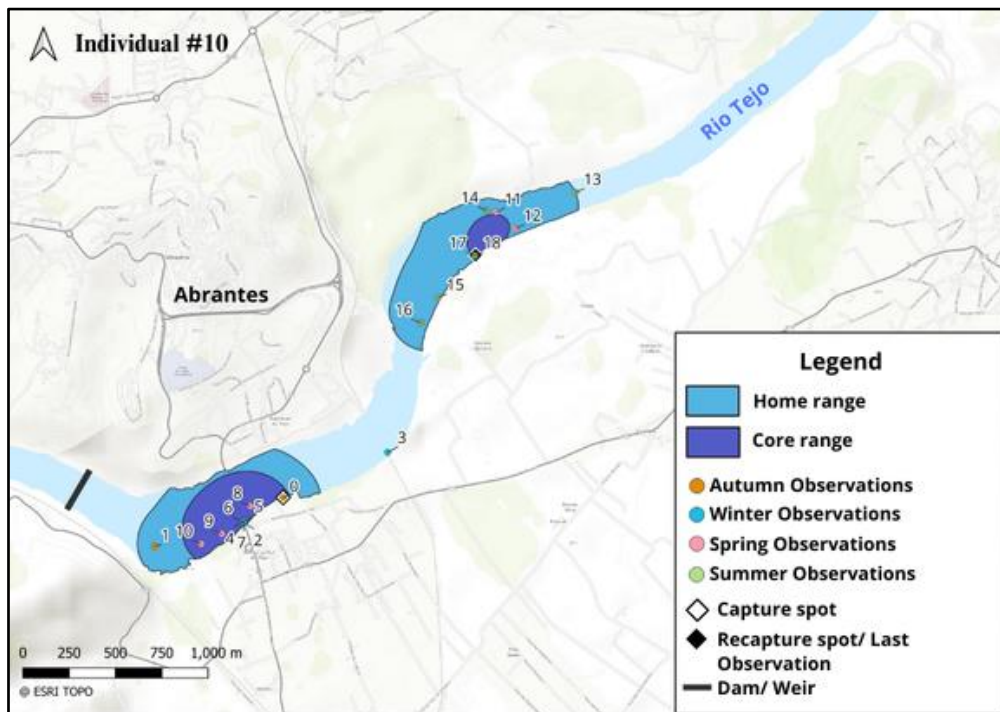 Individual #10
Rio Tejo
13
14
11
12
17
18
Abrantes
15
16
3
0
8
6
5
9
10
1
4
7
2
Legend
Home range
Core range
Autumn Observations
Winter Observations
Spring Observations
Summer Observations
Capture spot
Recapture spot/ Last
Observation
Dam/ Weir
0 250 500 750 1,000 m
@ ESRI TOPO